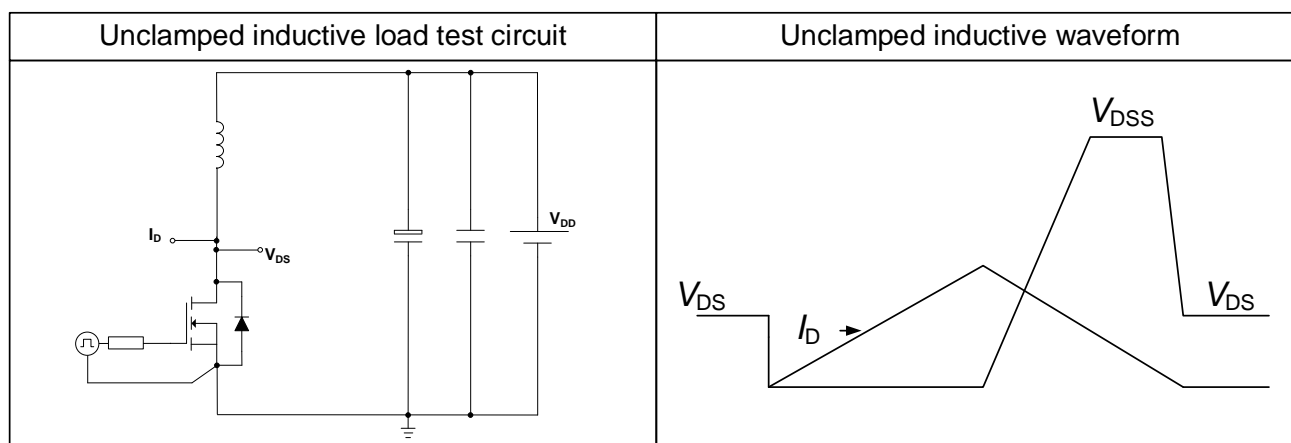 Unclamped inductive load test circuit
Unclamped inductive waveform
VDSS
VDD
ID
VDS
VDS
VDS
ID